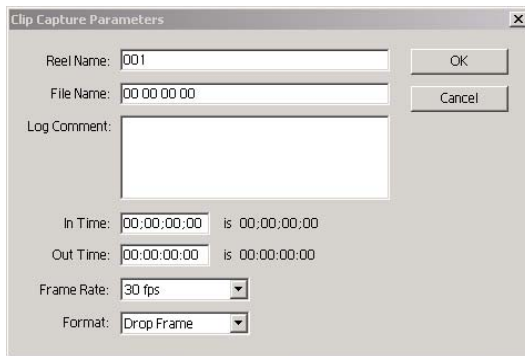 Clip Capture Parameters
Reel Name: 001
OK
File Name: 00 00 00 00
Cancel
Log Comment:
In Time: 00;00;00;00 is 00;00;00;00
Out Time: 00:00:00:00 is 00:00:00:00
Frame Rate: 30 fps
Format: Drop Frame